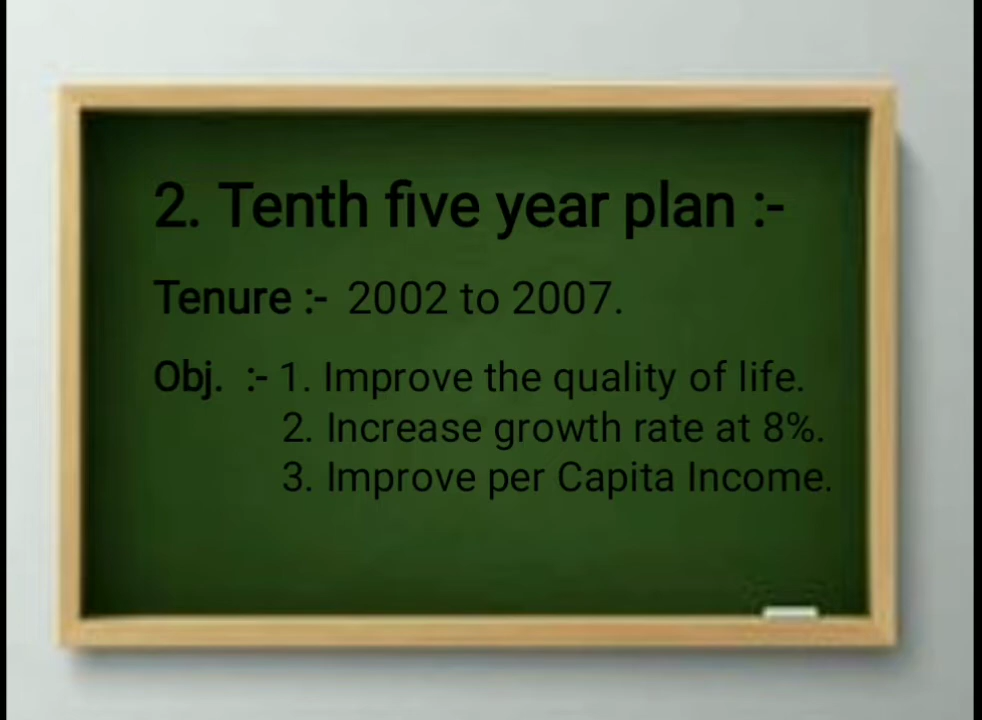 2. Tenth five year plan :-
Tenure :- 2002 to 2007.
Obj. :- 1. Improve the quality of life.
2. Increase growth rate at 8%.
3. Improve per Capita Income.